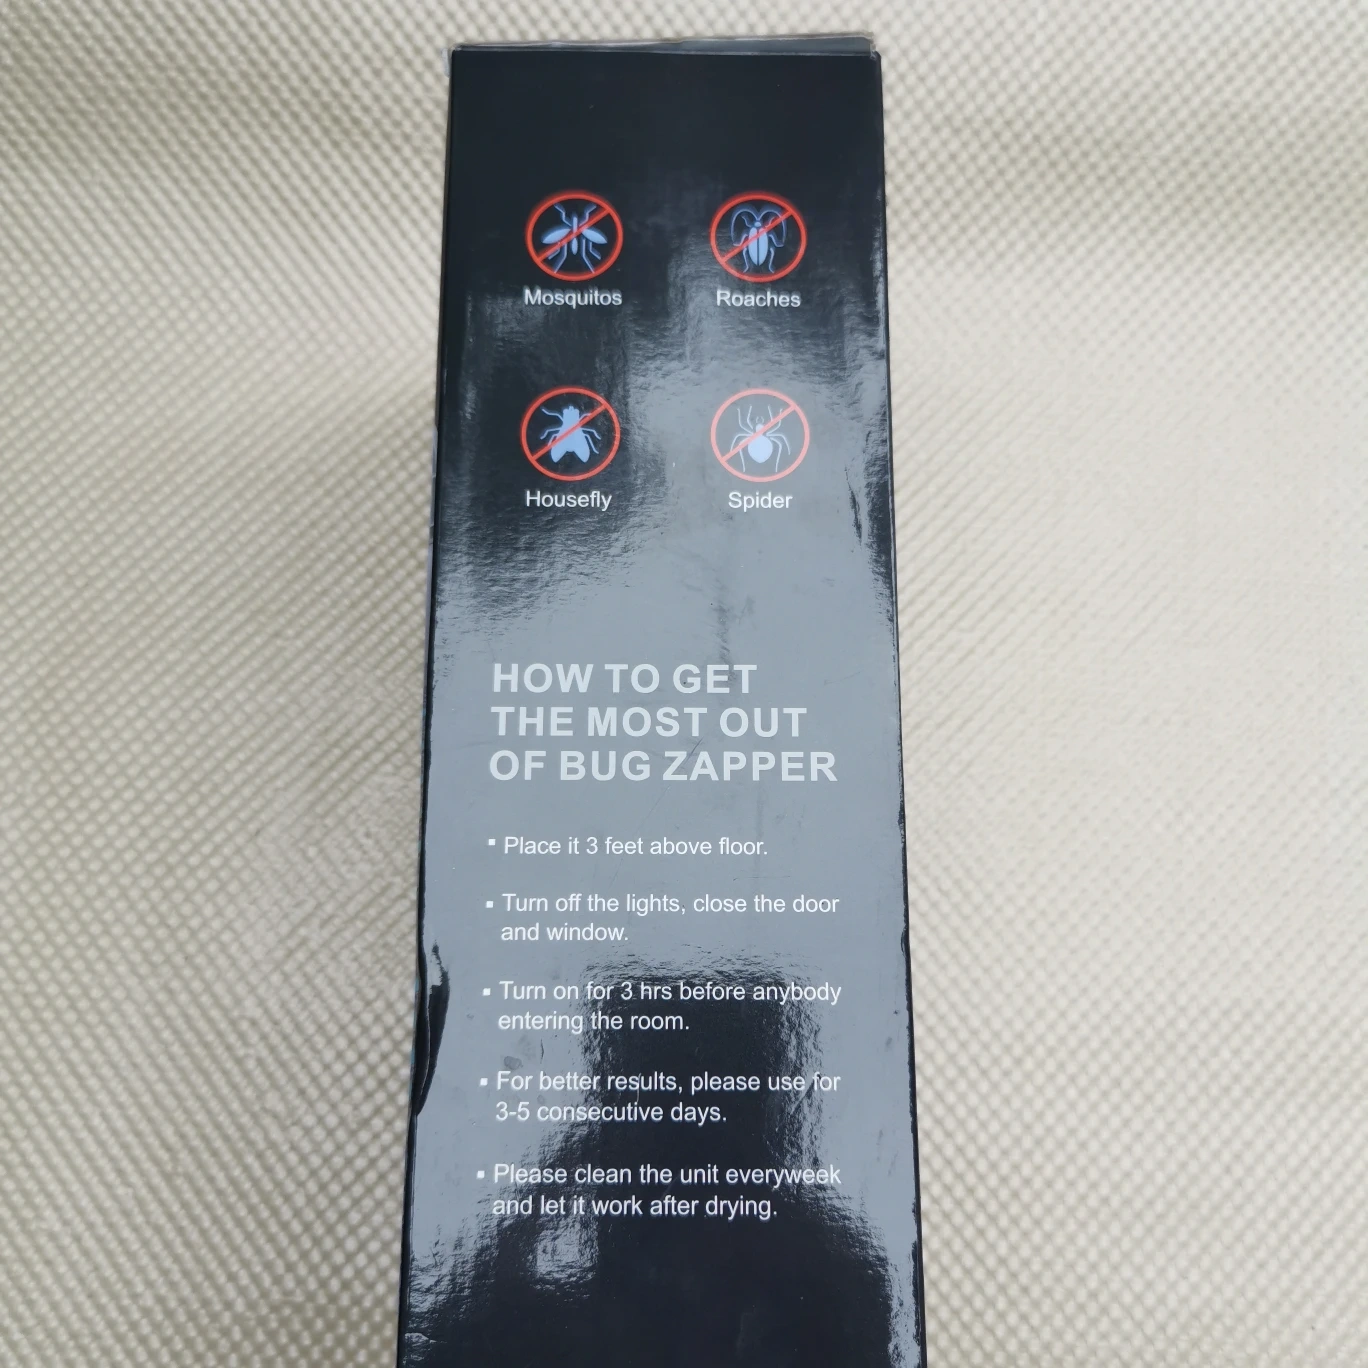 Mosquitos Roaches
Housefly Spider
HOW TO GET
THE MOST OUT
OF BUG ZAPPER
▪ Place it 3 feet above floor.
▪ Turn off the lights, close the door
and window.
▪ Turn on for 3 hrs before anybody
entering the room.
▪ For better results, please use for
3-5 consecutive days.
▪ Please clean the unit everyweek
and let it work after drying.